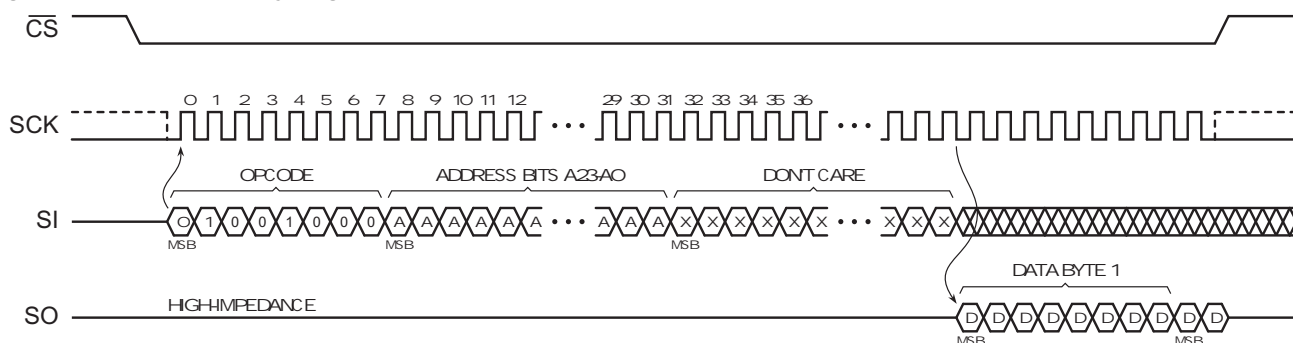 CS
0 1 2 3 4 5 6 7 8 9 10 11 12 29 30 31 32 33 34 35 36
SCK
OPCODE ADDRESS BITS A23-A0 DON'T CARE
SI 0 1 0 0 1 0 0 0 A A A A A A A A A X X X X X X X X X
MSB MSB MSB
DATA BYTE 1
HIGH-IMPEDANCE
SO D D D D D D D D D D
MSB MSB